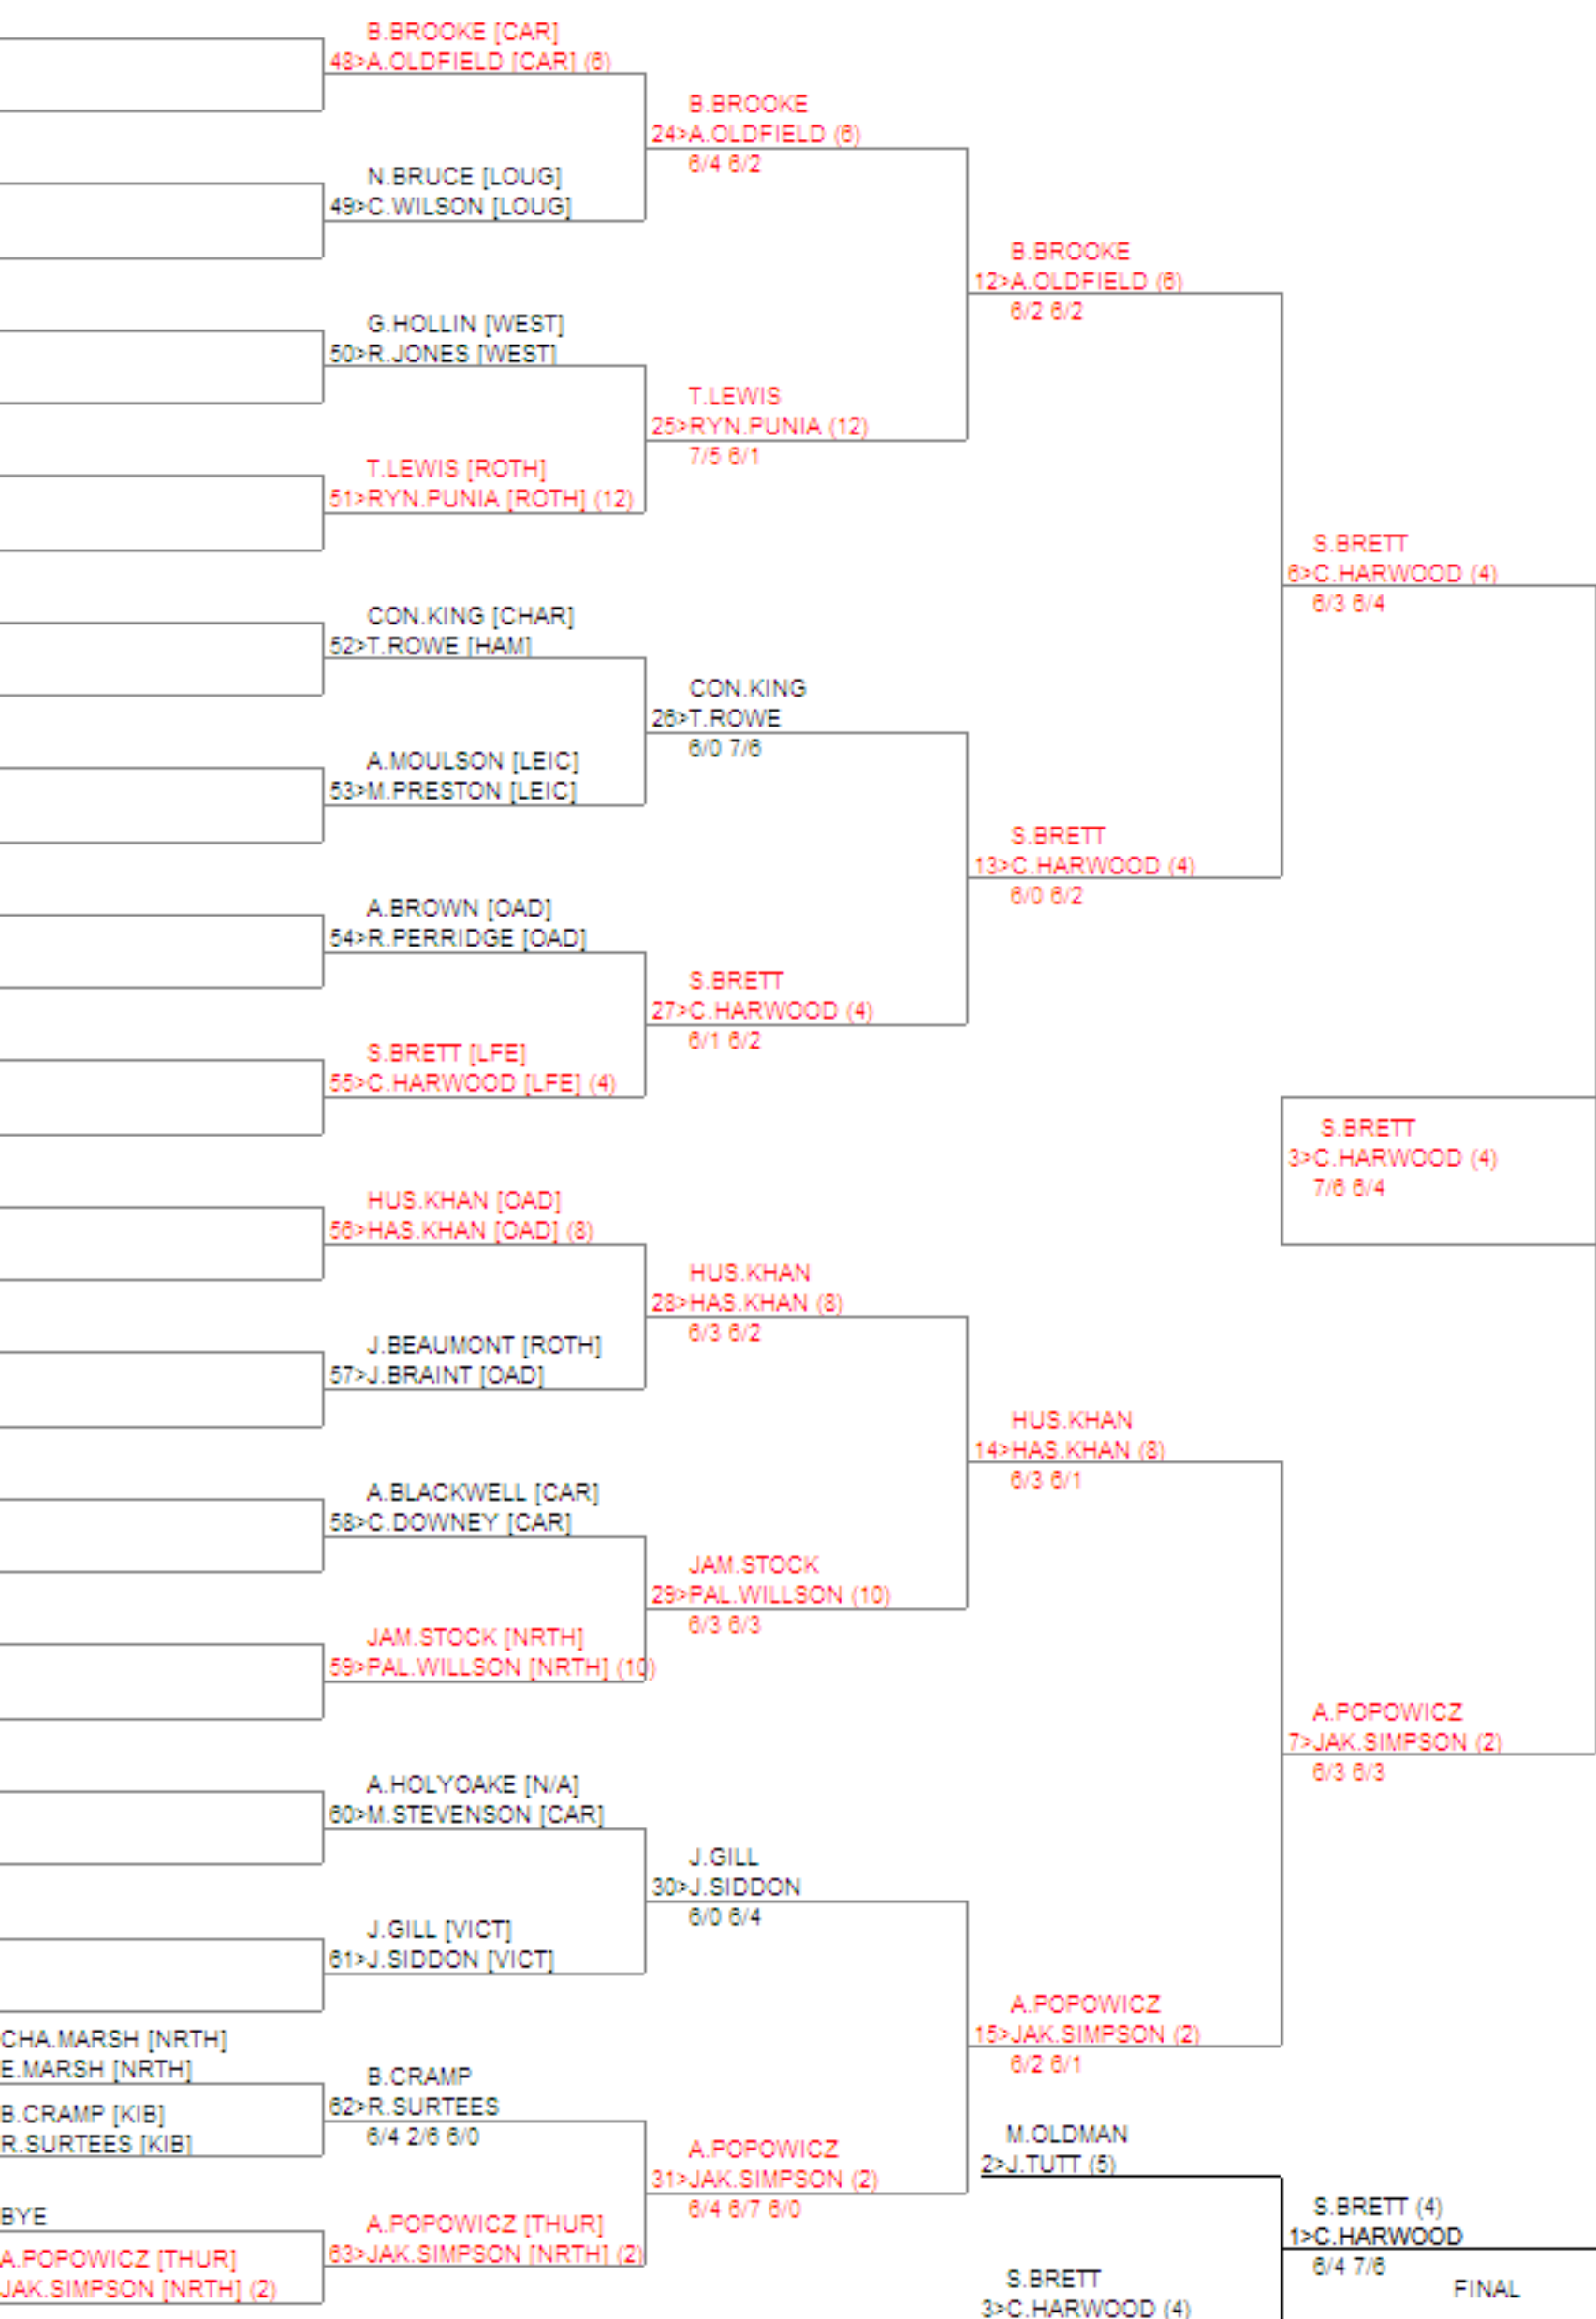 B.BROOKE [CAR]
48>A.OLDFIELD [CAR] (6)
B.BROOKE
24>A.OLDFIELD (6)
6/4 6/2
N.BRUCE [LOUG]
49>C.WILSON [LOUG]
B.BROOKE
12>A.OLDFIELD (6)
6/2 6/2
G.HOLLIN [WEST]
50>R.JONES [WEST]
T.LEWIS
25>RYN.PUNIA (12)
7/5 6/1
T.LEWIS [ROTH]
51>RYN.PUNIA [ROTH] (12)
S.BRETT
6>C.HARWOOD (4)
6/3 6/4
CON.KING [CHAR]
52>T.ROWE [HAM]
CON.KING
26>T.ROWE
6/0 7/6
A.MOULSON [LEIC]
53>M.PRESTON [LEIC]
S.BRETT
13>C.HARWOOD (4)
6/0 6/2
A.BROWN [OAD]
54>R.PERRIDGE [OAD]
S.BRETT
27>C.HARWOOD (4)
6/1 6/2
S.BRETT [LFE]
55>C.HARWOOD [LFE] (4)
S.BRETT
3>C.HARWOOD (4)
7/6 6/4
HUS.KHAN [OAD]
56>HAS.KHAN [OAD] (8)
HUS.KHAN
28>HAS.KHAN (8)
6/3 6/2
J.BEAUMONT [ROTH]
57>J.BRAINT [OAD]
HUS.KHAN
14>HAS.KHAN (8)
6/3 6/1
A.BLACKWELL [CAR]
58>C.DOWNEY [CAR]
JAM.STOCK
29>PAL.WILLSON (10)
6/3 6/3
JAM.STOCK [NRTH]
59>PAL.WILLSON [NRTH] (10)
A.POPOWICZ
7>JAK.SIMPSON (2)
6/3 6/3
A.HOLYOAKE [N/A]
60>M.STEVENSON [CAR]
J.GILL
30>J.SIDDON
6/0 6/4
J.GILL [VICT]
61>J.SIDDON [VICT]
A.POPOWICZ
15>JAK.SIMPSON (2)
6/2 6/1
CHA.MARSH [NRTH]
E.MARSH [NRTH]
B.CRAMP
62>R.SURTEES
6/4 2/6 6/0
B.CRAMP [KIB]
R.SURTEES [KIB]
M.OLDMAN
2>J.TUTT (5)
A.POPOWICZ
31>JAK.SIMPSON (2)
6/4 6/7 6/0
BYE
A.POPOWICZ [THUR]
63>JAK.SIMPSON [NRTH] (2)
A.POPOWICZ [THUR]
JAK.SIMPSON [NRTH] (2)
S.BRETT (4)
1>C.HARWOOD
6/4 7/6
FINAL
S.BRETT
3>C.HARWOOD (4)